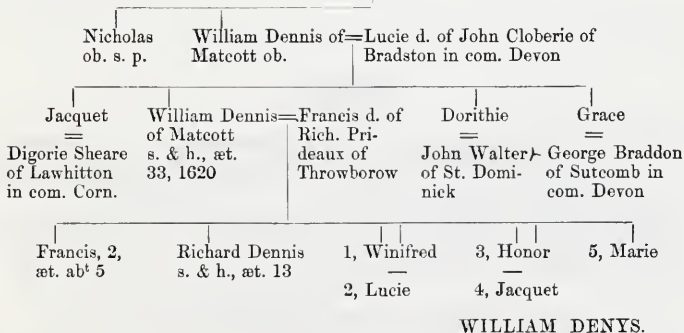 Nicholas
ob. s. p.
William Dennis of=Lucie d. of John Cloberie of
Matcott ob.
Bradston in com. Devon
Jacquet
=
Digorie Sheare
of Lawhitton
in com. Corn.
William Dennis=Francis d. of
of Matcott
s. & h., æt.
33, 1620
Rich. Pri-
deaux of
Throwborow
Dorithie
=
John Walter
of St. Domi-
nick
Grace
=
George Braddon
of Sutcomb in
com. Devon
Francis, 2,
æt. abᵗ 5
Richard Dennis
s. & h., æt. 13
1, Winifred
2, Lucie
3, Honor
4, Jacquet
5, Marie
WILLIAM DENYS.